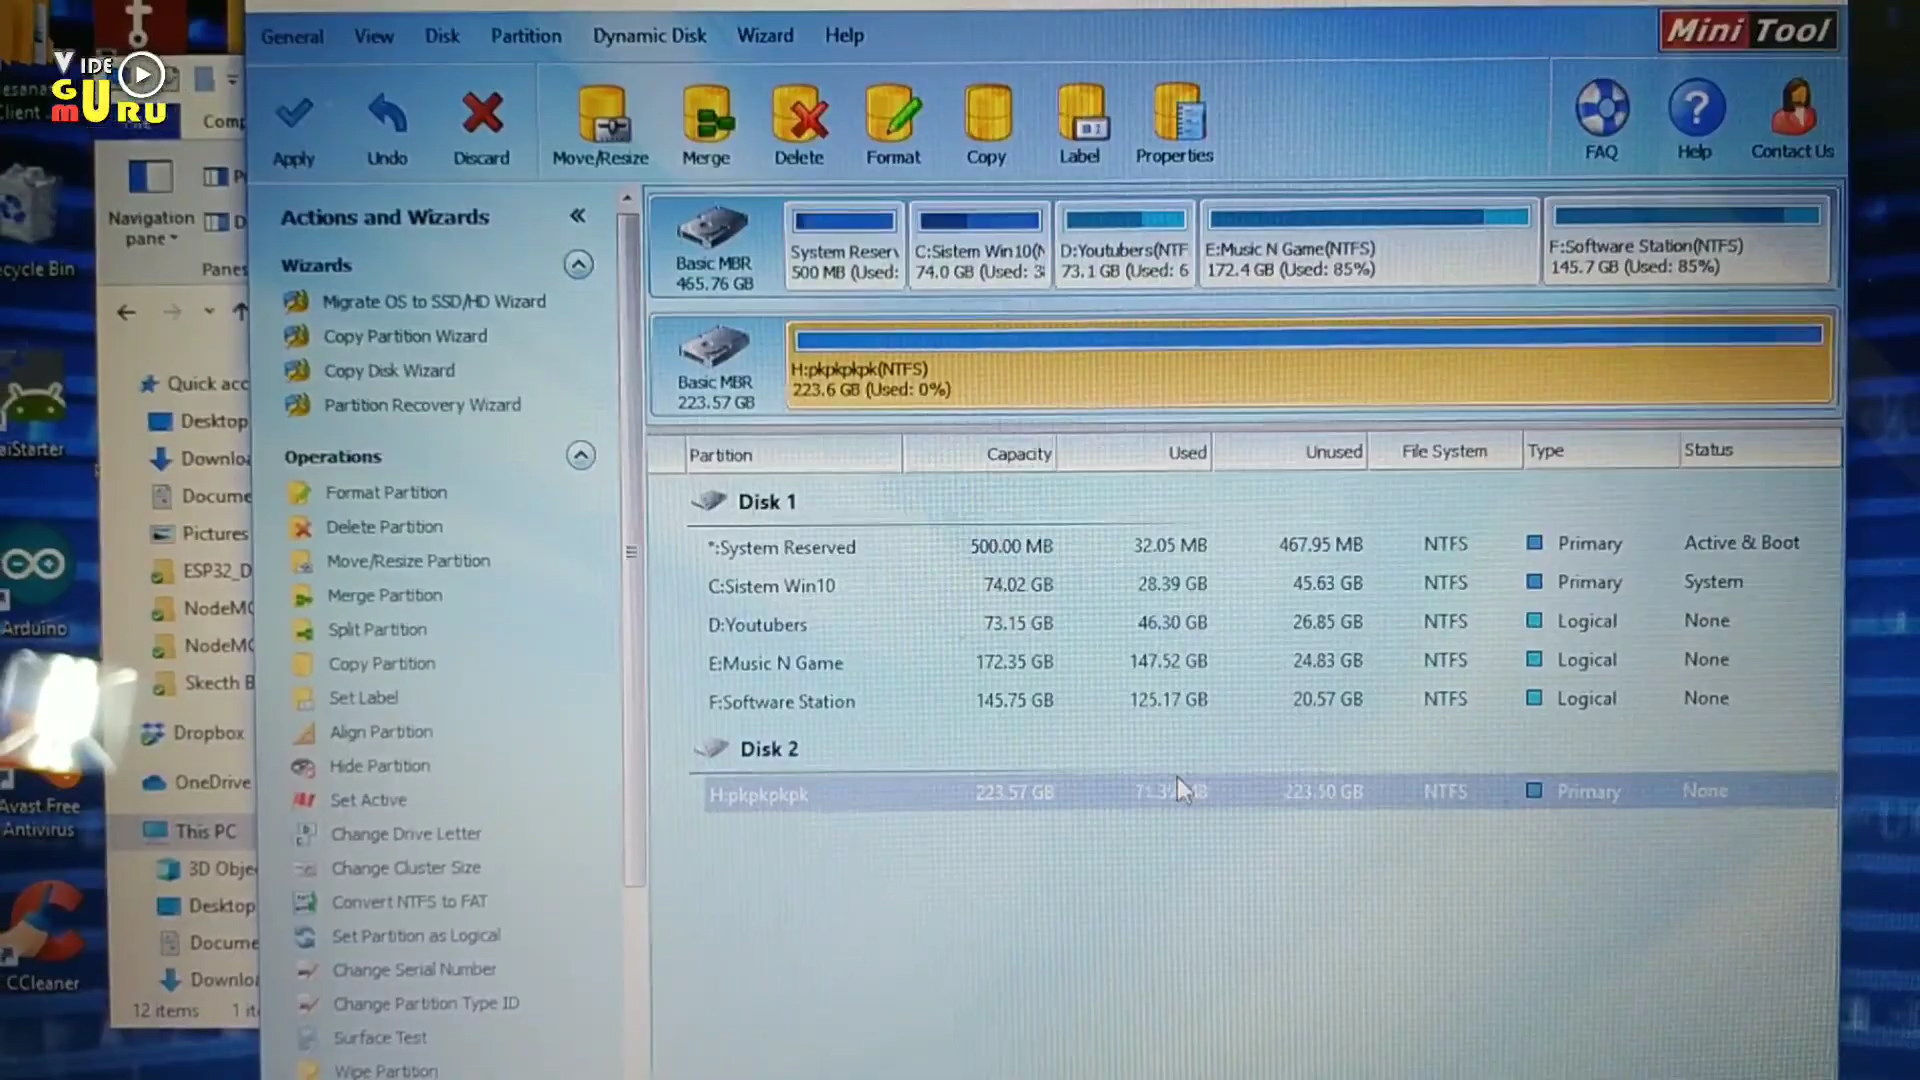 VIDE
GURU
m
General View Disk Partition Dynamic Disk Wizard Help
Mini Tool
Apply Undo Discard Move/Resize Merge Delete Format Copy Label Properties FAQ Help Contact Us
Client
Comp
Navigation
pane
Panes
Recycle Bin
Quick acc
Desktop
Downlo
Docume
Pictures
ESP32_D
NodeMC
NodeMC
Skecth B
Dropbox
OneDrive
This PC
3D Obje
Desktop
Docume
Downlo
12 items 1 it
aiStarter
Arduino
Avast Free
Antivirus
CCleaner
Actions and Wizards
Wizards
Migrate OS to SSD/HD Wizard
Copy Partition Wizard
Copy Disk Wizard
Partition Recovery Wizard
Operations
Format Partition
Delete Partition
Move/Resize Partition
Merge Partition
Split Partition
Copy Partition
Set Label
Align Partition
Hide Partition
Set Active
Change Drive Letter
Change Cluster Size
Convert NTFS to FAT
Set Partition as Logical
Change Serial Number
Change Partition Type ID
Surface Test
Wipe Partition
Basic MBR
465.76 GB
System Reserv
500 MB (Used:
C:Sistem Win10(N
74.0 GB (Used: 3
D:Youtubers(NTF
73.1 GB (Used: 6
E:Music N Game(NTFS)
172.4 GB (Used: 85%)
F:Software Station(NTFS)
145.7 GB (Used: 85%)
Basic MBR
223.57 GB
H:pkpkpkpk(NTFS)
223.6 GB (Used: 0%)
Partition Capacity Used Unused File System Type Status
Disk 1
*:System Reserved 500.00 MB 32.05 MB 467.95 MB NTFS Primary Active & Boot
C:Sistem Win10 74.02 GB 28.39 GB 45.63 GB NTFS Primary System
D:Youtubers 73.15 GB 46.30 GB 26.85 GB NTFS Logical None
E:Music N Game 172.35 GB 147.52 GB 24.83 GB NTFS Logical None
F:Software Station 145.75 GB 125.17 GB 20.57 GB NTFS Logical None
Disk 2
H:pkpkpkpk 223.57 GB 223.50 GB NTFS Primary None